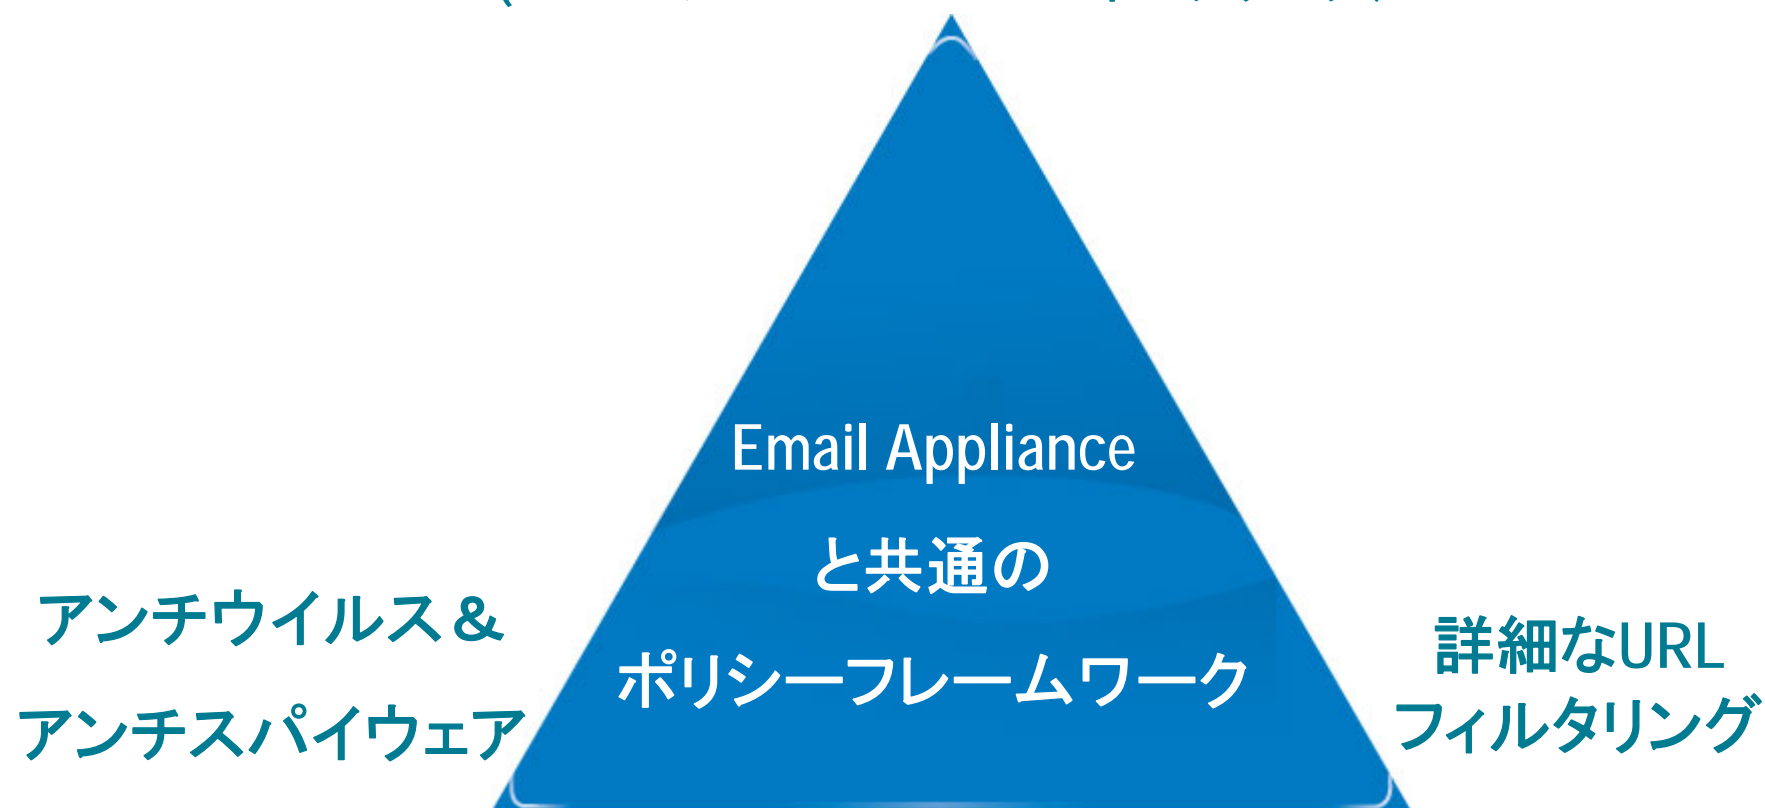 Email Appliance
と共通の
ポリシーフレームワーク
アンチウイルス＆
アンチスパイウェア
詳細なURL
フィルタリング